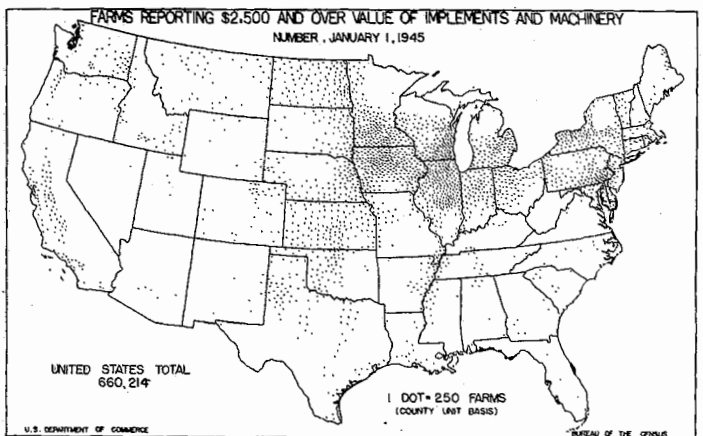 FARMS REPORTING $2,500 AND OVER VALUE OF IMPLEMENTS AND MACHINERY
NUMBER, JANUARY 1, 1945
UNITED STATES TOTAL
660,214
1 DOT = 250 FARMS
(COUNTY UNIT BASIS)
U.S. DEPARTMENT OF COMMERCE
BUREAU OF THE CENSUS